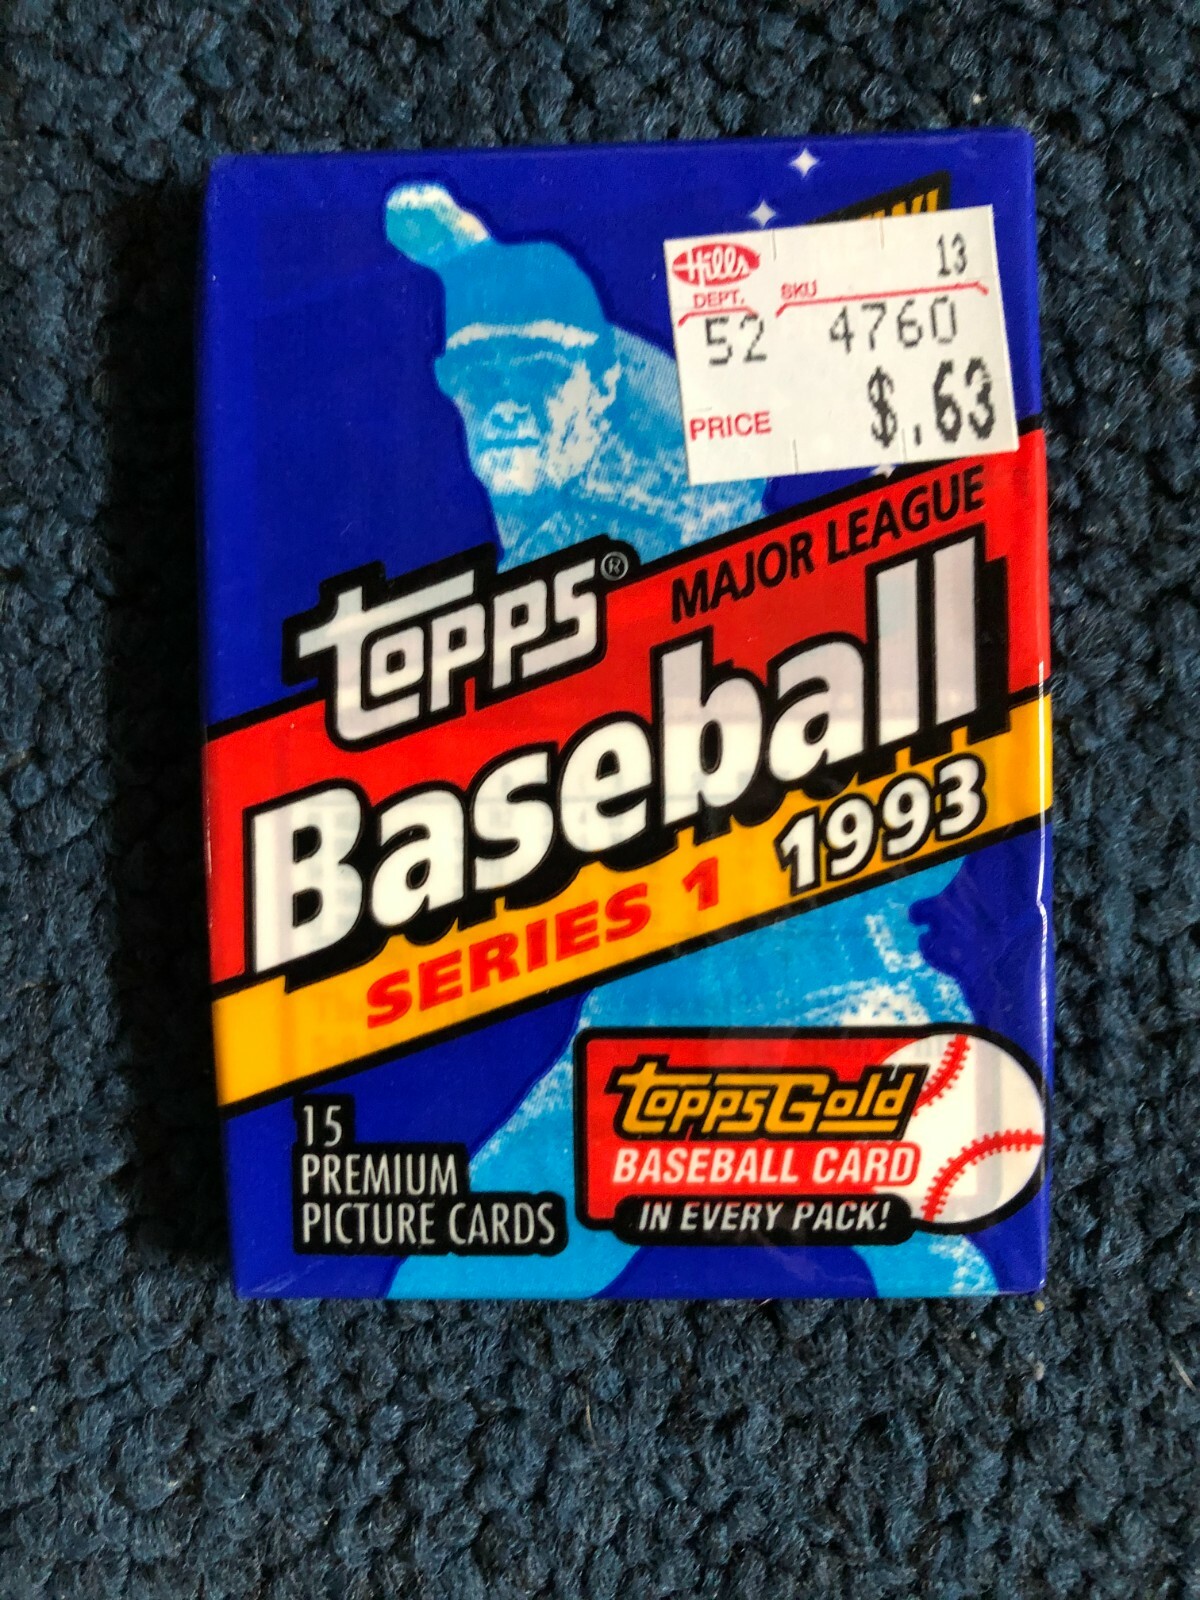 Hills
13
DEPT. SKU
52 4760
PRICE $.63
topps®
MAJOR LEAGUE
Baseball
SERIES 1 1993
15
PREMIUM
PICTURE CARDS
toppsGold
BASEBALL CARD
IN EVERY PACK!